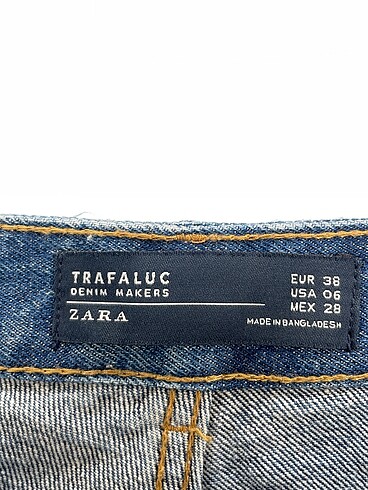 TRAFALUC
DENIM MAKERS
ZARA
EUR 38
USA 06
MEX 28
MADE IN BANGLADESH